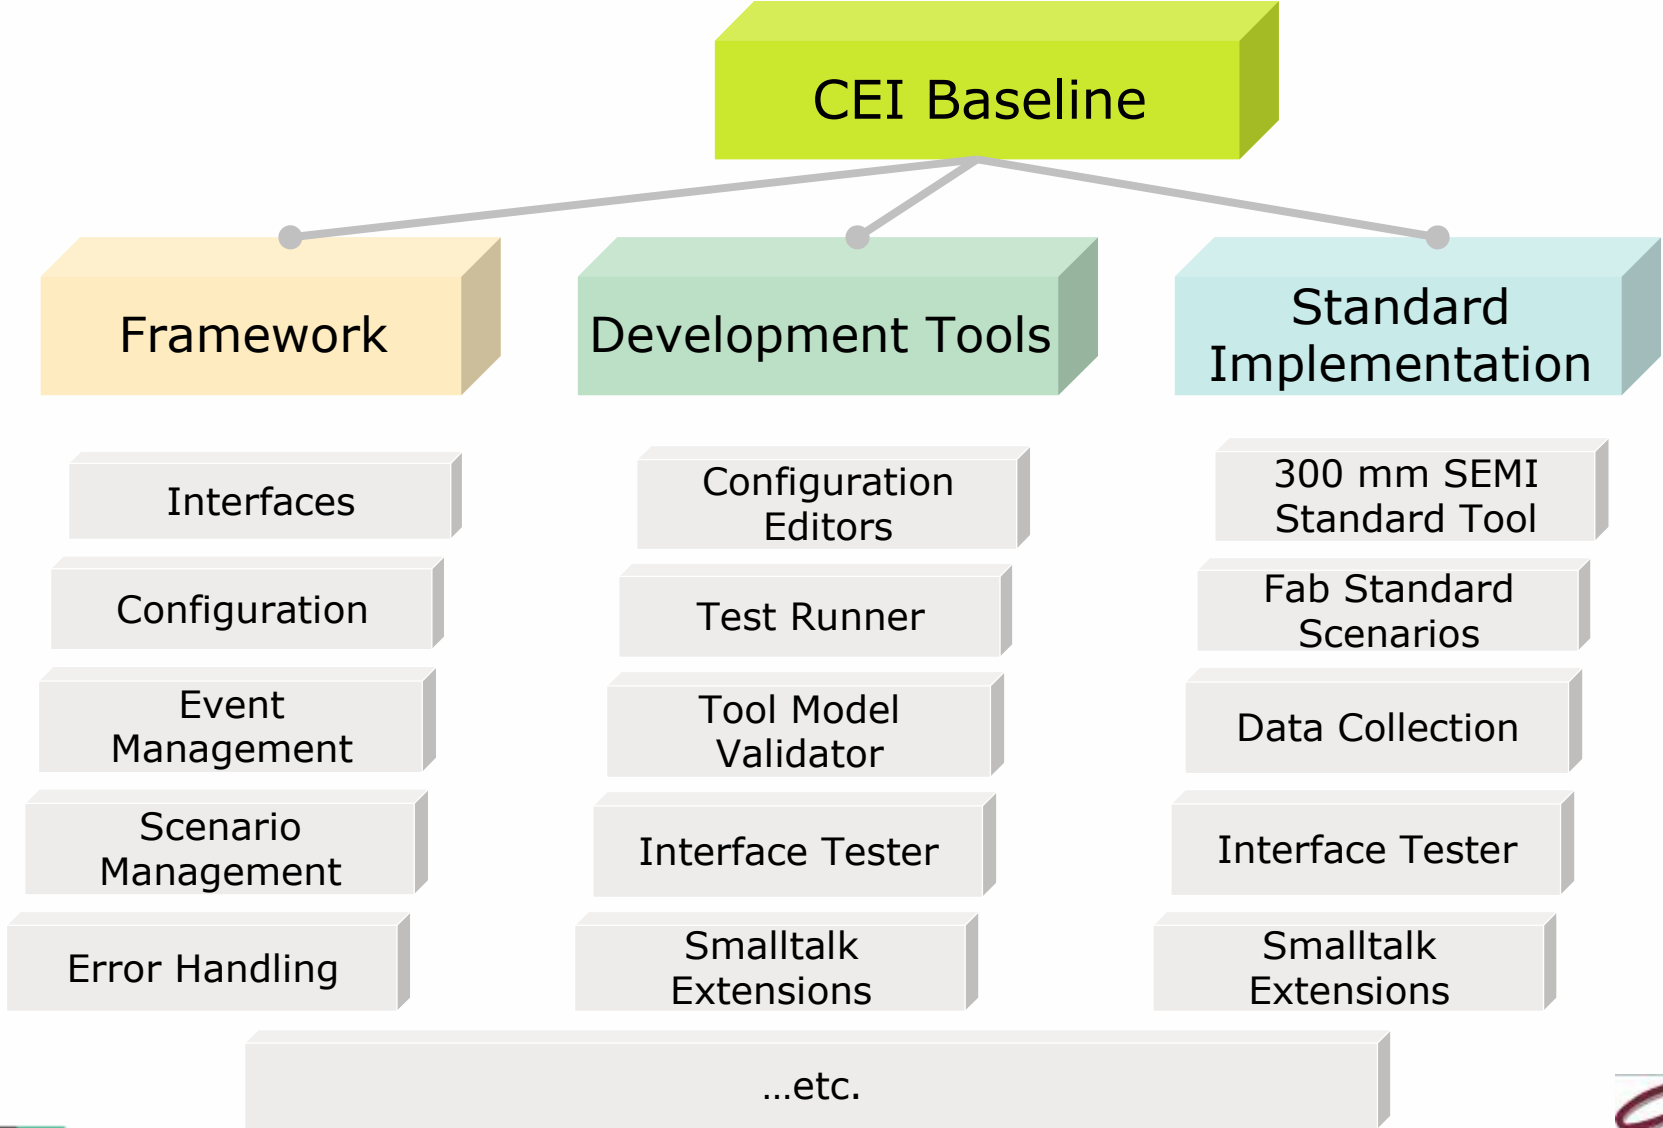 CEI Baseline
Framework
Development Tools
Standard
Implementation
Interfaces
Configuration
Event
Management
Scenario
Management
Error Handling
Configuration
Editors
Test Runner
Tool Model
Validator
Interface Tester
Smalltalk
Extensions
300 mm SEMI
Standard Tool
Fab Standard
Scenarios
Data Collection
Interface Tester
Smalltalk
Extensions
…etc.